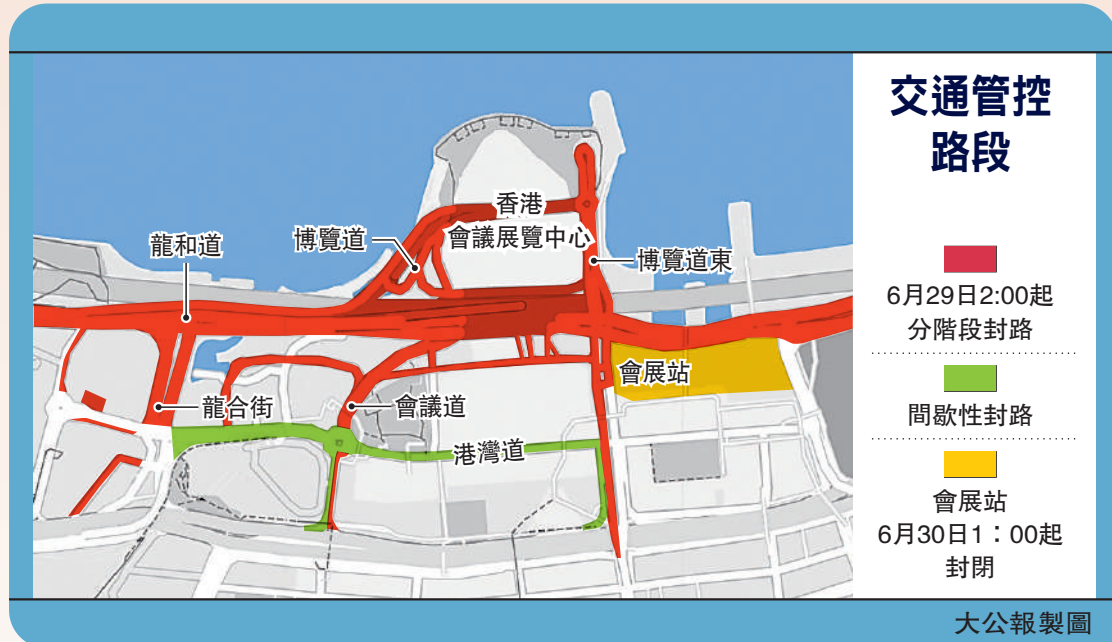 交通管控
路段
香港
會議展覽中心
博覽道
龍和道
博覽道東
會展站
龍合街
會議道
港灣道
6月29日2:00起
分階段封路
間歇性封路
會展站
6月30日1：00起
封閉
大公報製圖